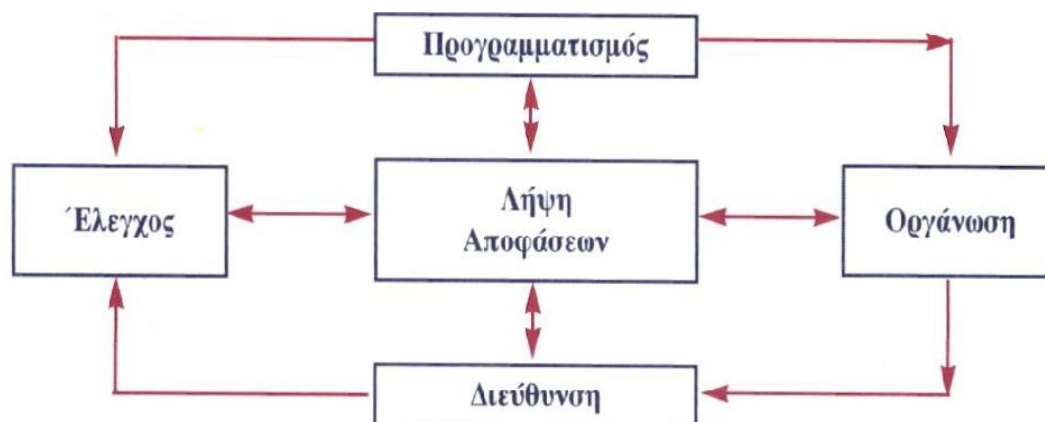 Προγραμματισμός
Έλεγχος
Λήψη
Αποφάσεων
Οργάνωση
Διεύθυνση